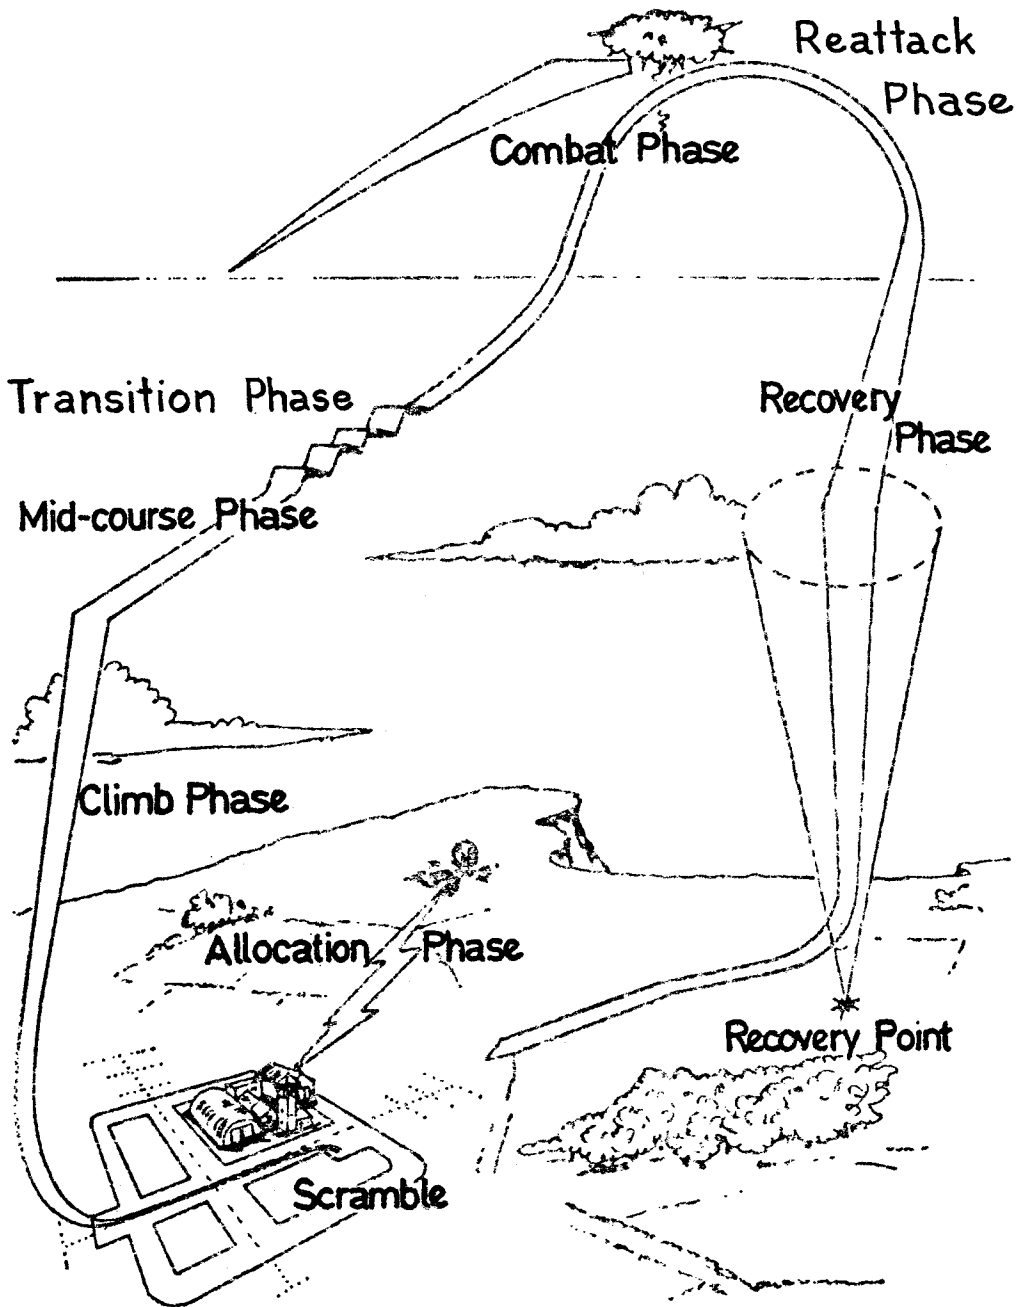 Reattack
Phase
Combat Phase
Transition Phase
Recovery
Phase
Mid-course Phase
Climb Phase
Allocation Phase
Recovery Point
Scramble